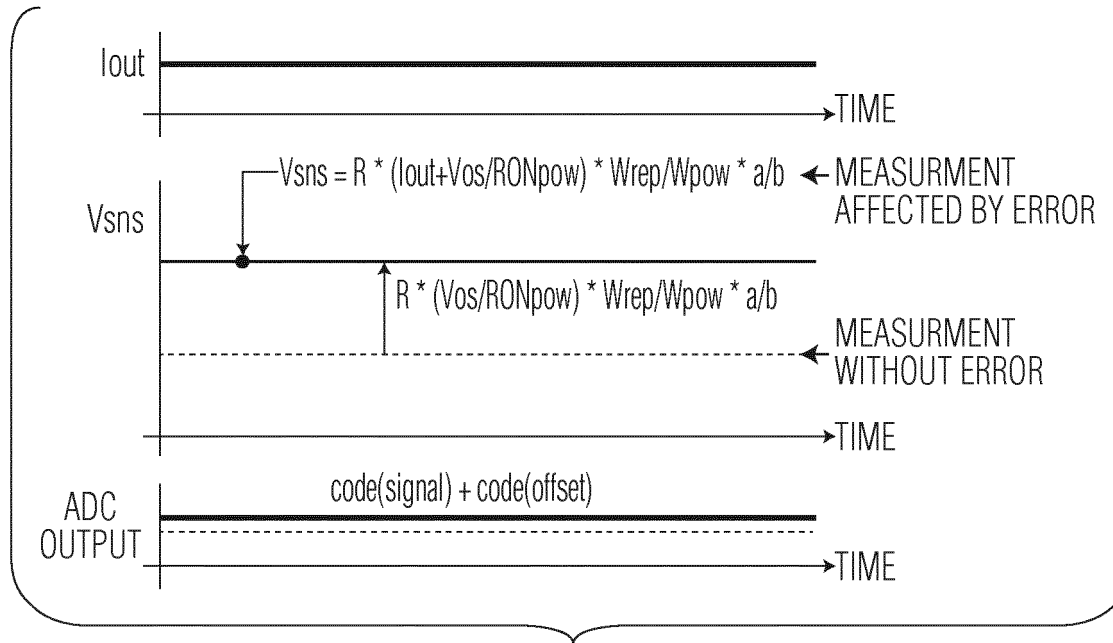 Iout
TIME
Vsns = R * (Iout+Vos/RONpow) * Wrep/Wpow * a/b
MEASURMENT
AFFECTED BY ERROR
Vsns
R * (Vos/RONpow) * Wrep/Wpow * a/b
MEASURMENT
WITHOUT ERROR
TIME
code(signal) + code(offset)
ADC
OUTPUT
TIME